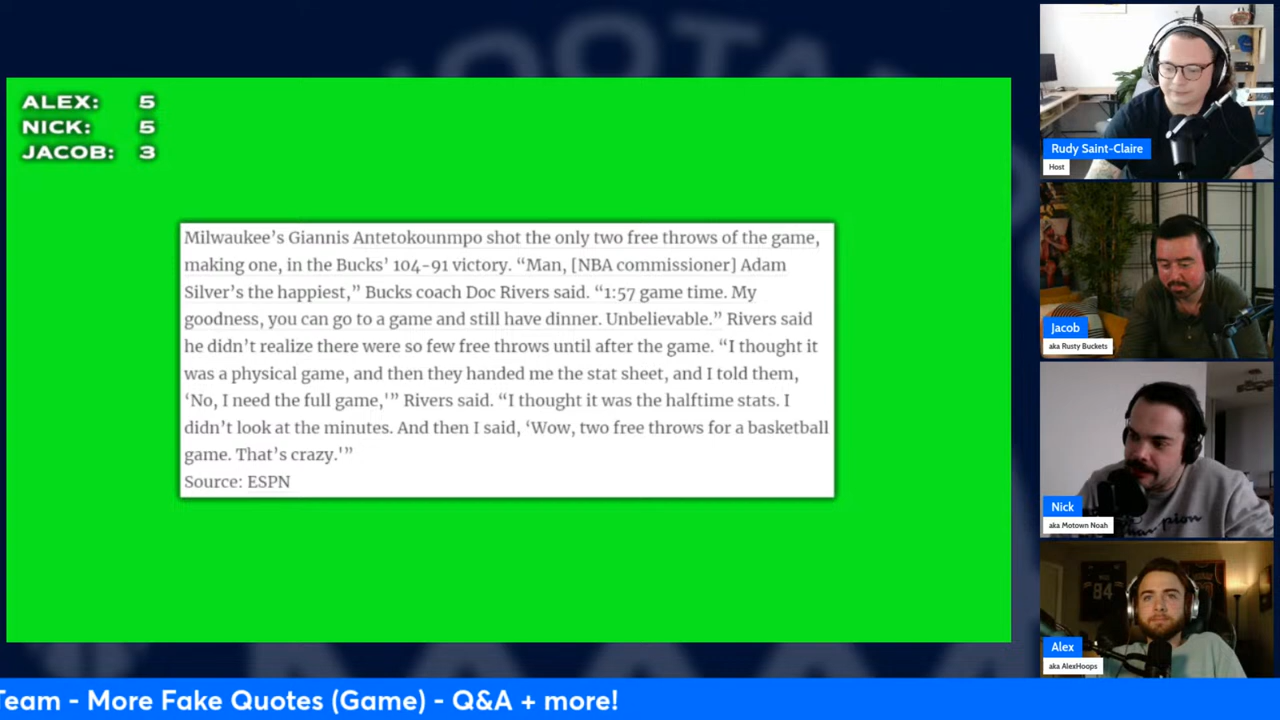 ALEX: 5
NICK: 5
JACOB: 3
Milwaukee’s Giannis Antetokounmpo shot the only two free throws of the game,
making one, in the Bucks’ 104-91 victory. “Man, [NBA commissioner] Adam
Silver’s the happiest,” Bucks coach Doc Rivers said. “1:57 game time. My
goodness, you can go to a game and still have dinner. Unbelievable.” Rivers said
he didn’t realize there were so few free throws until after the game. “I thought it
was a physical game, and then they handed me the stat sheet, and I told them,
‘No, I need the full game,'” Rivers said. “I thought it was the halftime stats. I
didn’t look at the minutes. And then I said, ‘Wow, two free throws for a basketball
game. That’s crazy.'”
Source: ESPN
Rudy Saint-Claire
Host
Jacob
aka Rusty Buckets
Nick
aka Motown Noah
84
Alex
aka AlexHoops
Team - More Fake Quotes (Game) - Q&A + more!